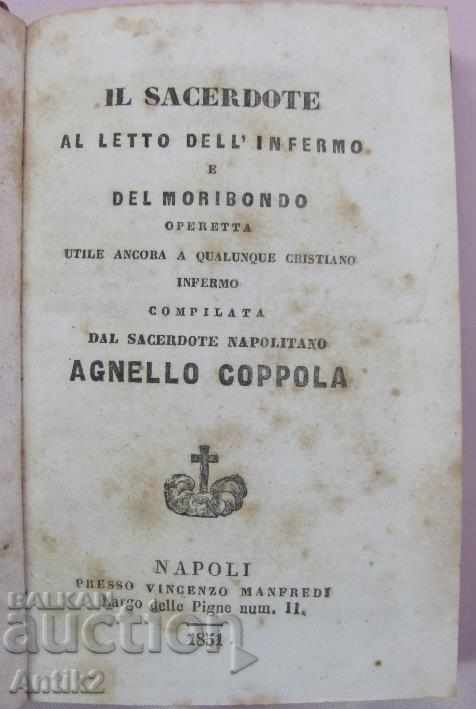 IL SACERDOTE
AL LETTO DELL'INFERMO
E
DEL MORIBONDO
OPERETTA
UTILE ANCORA A QUALUNQUE CRISTIANO
INFERMO
COMPILATA
DAL SACERDOTE NAPOLITANO
AGNELLO COPPOLA
NAPOLI
PRESSO VINCENZO MANFREDI
Largo delle Pigne num. 11.
1851
BALKAN
auction
Antik2